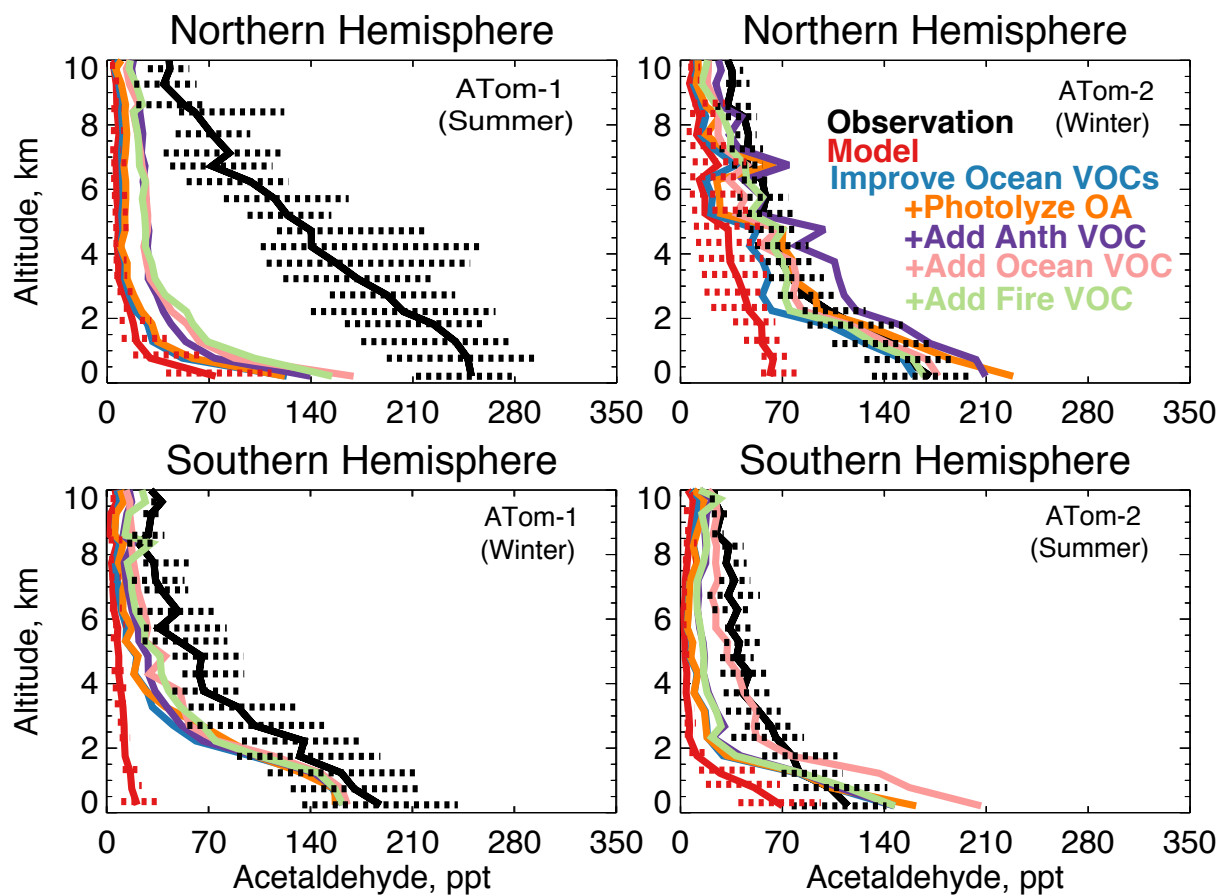 Northern Hemisphere
Northern Hemisphere
10
8
6
4
2
0
Altitude, km
ATom-1
(Summer)
0 70 140 210 280 350
10
8
6
4
2
0
ATom-2
(Winter)
Observation
Model
Improve Ocean VOCs
+Photolyze OA
+Add Anth VOC
+Add Ocean VOC
+Add Fire VOC
0 70 140 210 280 350
Southern Hemisphere
Southern Hemisphere
10
8
6
4
2
0
Altitude, km
ATom-1
(Winter)
0 70 140 210 280 350
Acetaldehyde, ppt
10
8
6
4
2
0
ATom-2
(Summer)
0 70 140 210 280 350
Acetaldehyde, ppt